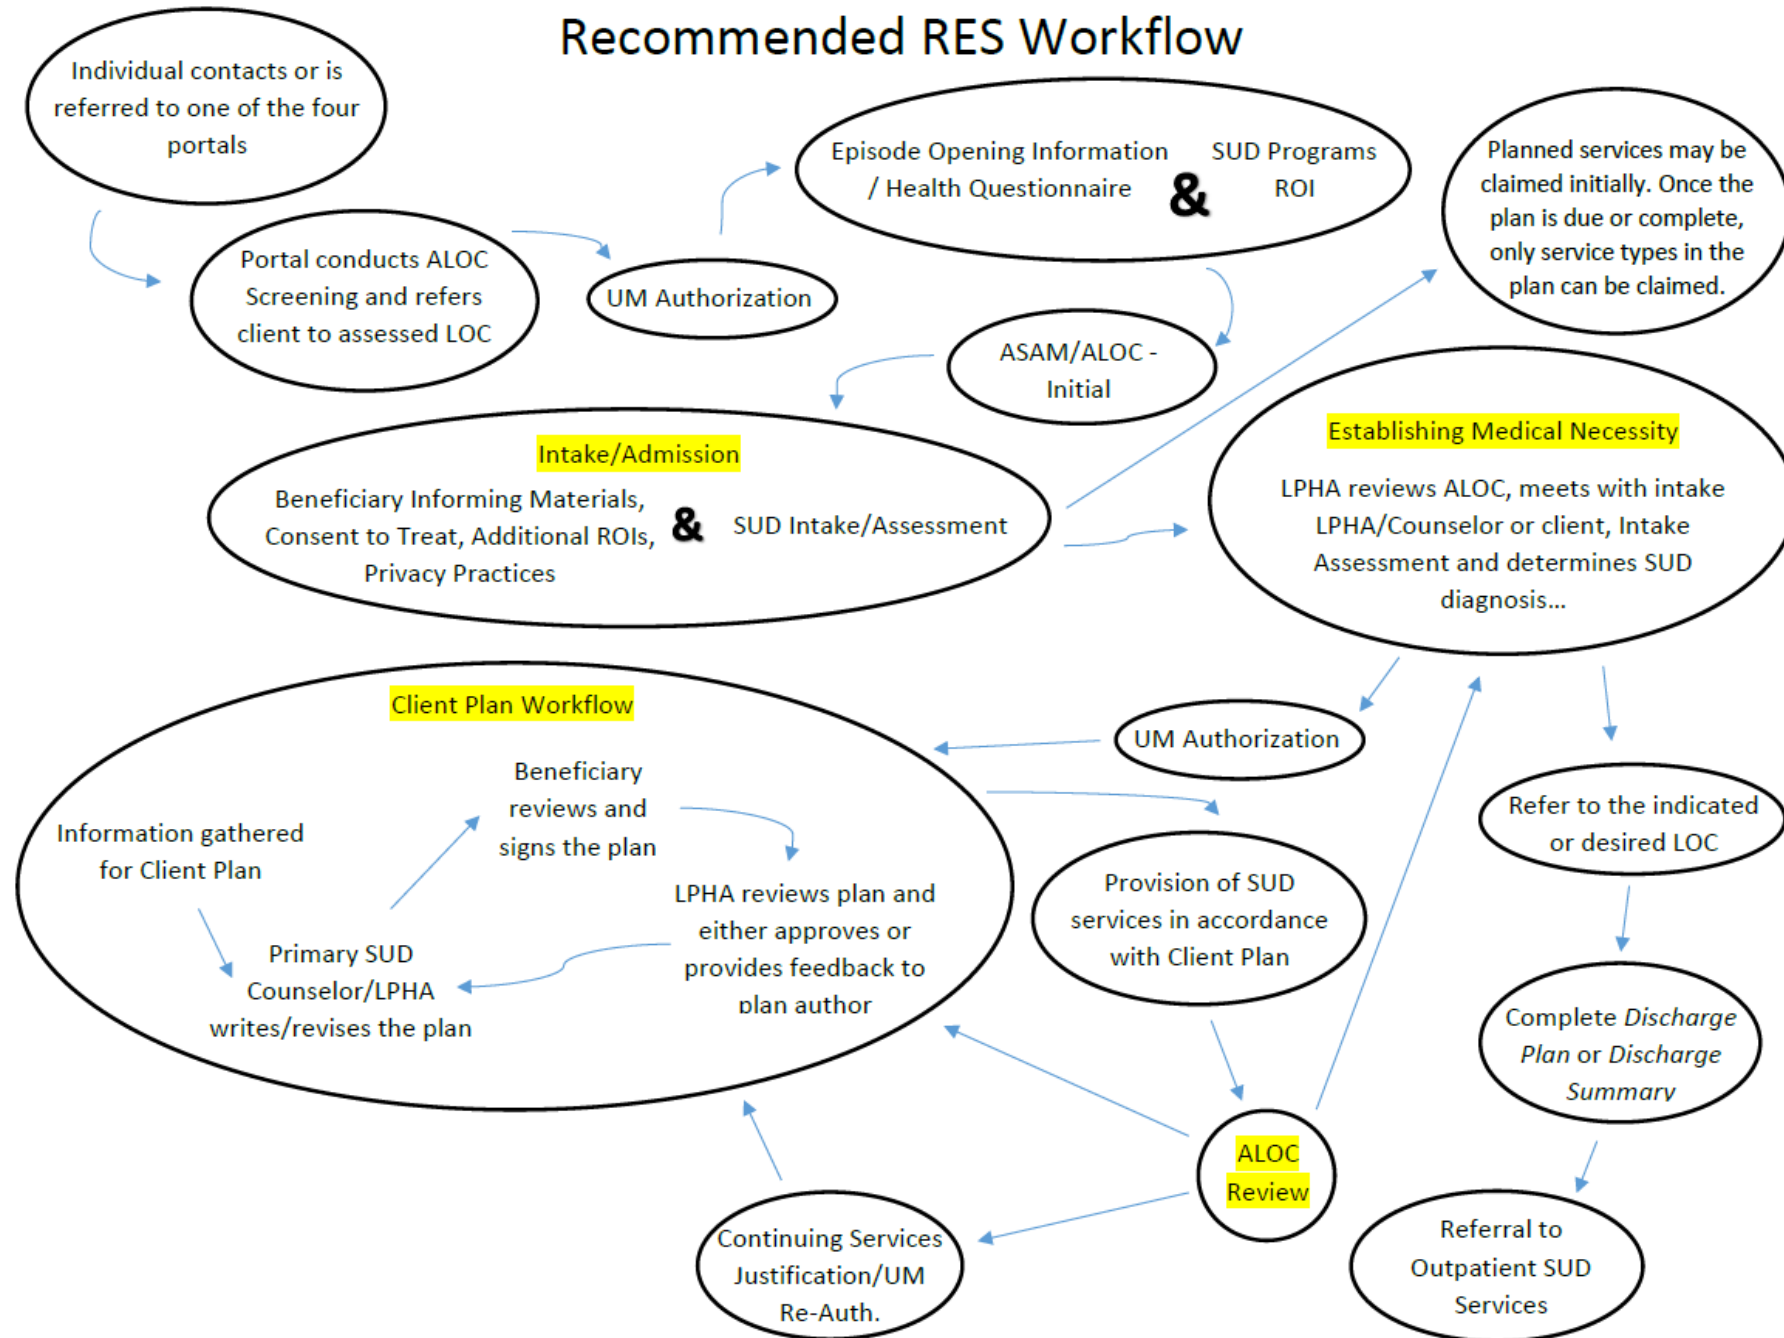 Recommended RES Workflow
Individual contacts or is
referred to one of the four
portals
Portal conducts ALOC
Screening and refers
client to assessed LOC
UM Authorization
Episode Opening Information
/ Health Questionnaire
&
SUD Programs
ROI
Planned services may be
claimed initially. Once the
plan is due or complete,
only service types in the
plan can be claimed.
ASAM/ALOC -
Initial
Intake/Admission
Beneficiary Informing Materials,
Consent to Treat, Additional ROIs,
Privacy Practices
&
SUD Intake/Assessment
Establishing Medical Necessity
LPHA reviews ALOC, meets with intake
LPHA/Counselor or client, Intake
Assessment and determines SUD
diagnosis...
UM Authorization
Client Plan Workflow
Information gathered
for Client Plan
Primary SUD
Counselor/LPHA
writes/revises the plan
Beneficiary
reviews and
signs the plan
LPHA reviews plan and
either approves or
provides feedback to
plan author
Provision of SUD
services in accordance
with Client Plan
Refer to the indicated
or desired LOC
Complete Discharge
Plan or Discharge
Summary
ALOC
Review
Continuing Services
Justification/UM
Re-Auth.
Referral to
Outpatient SUD
Services